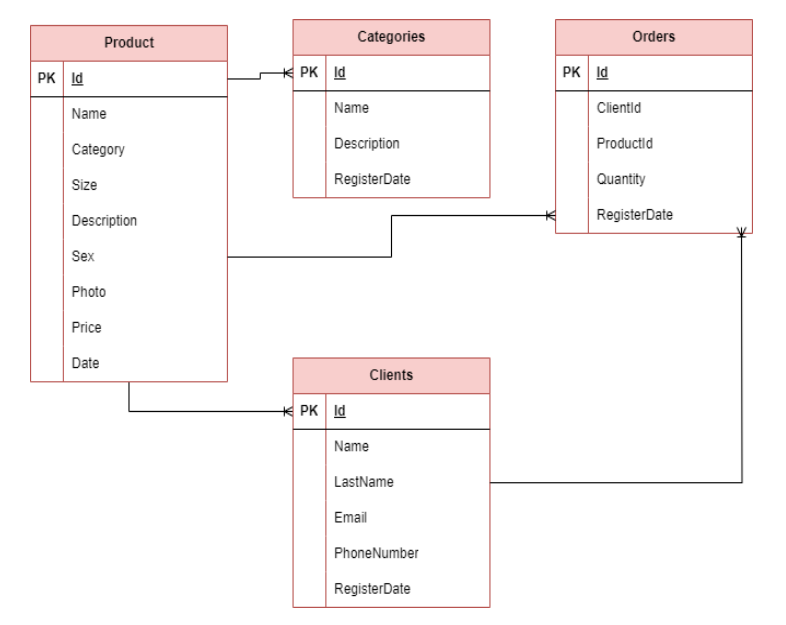 Product
PK Id
Name
Category
Size
Description
Sex
Photo
Price
Date
Categories
PK Id
Name
Description
RegisterDate
Orders
PK Id
ClientId
ProductId
Quantity
RegisterDate
Clients
PK Id
Name
LastName
Email
PhoneNumber
RegisterDate